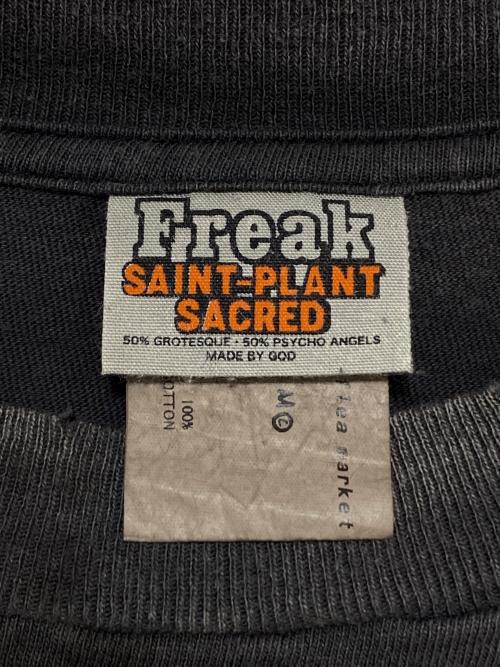 Freak
SAINT-PLANT
SACRED
50% GROTESQUE · 50% PSYCHO ANGELS
MADE BY GOD
100%
COTTON
M©
flea market